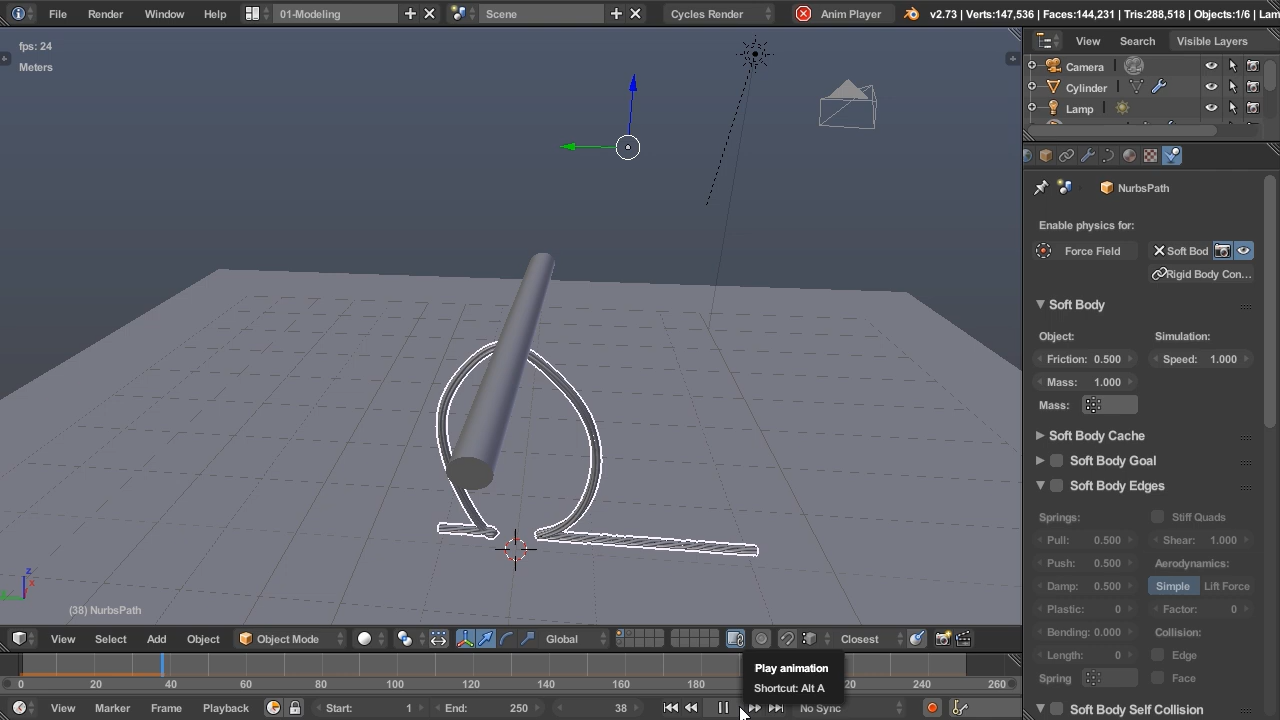 File Render Window Help 01-Modeling Scene Cycles Render Anim Player v2.73 | Verts:147,536 | Faces:144,231 | Tris:288,518 | Objects:1/6 | Lam
fps: 24
Meters
View Search Visible Layers
Camera
Cylinder
Lamp
NurbsPath
Enable physics for:
Force Field Soft Bod
Rigid Body Con...
Soft Body
Object: Simulation:
Friction: 0.500 Speed: 1.000
Mass: 1.000
Mass:
Soft Body Cache
Soft Body Goal
Soft Body Edges
Springs: Stiff Quads
Pull: 0.500 Shear: 1.000
Push: 0.500 Aerodynamics:
Damp: 0.500 Simple Lift Force
Plastic: 0 Factor: 0
Bending: 0.000 Collision:
Length: 0 Edge
Spring Face
Soft Body Self Collision
z
x
(38) NurbsPath
View Select Add Object Object Mode Global Closest
Play animation
Shortcut: Alt A
0 20 40 60 80 100 120 140 160 180 240 260
View Marker Frame Playback Start: 1 End: 250 38 No Sync